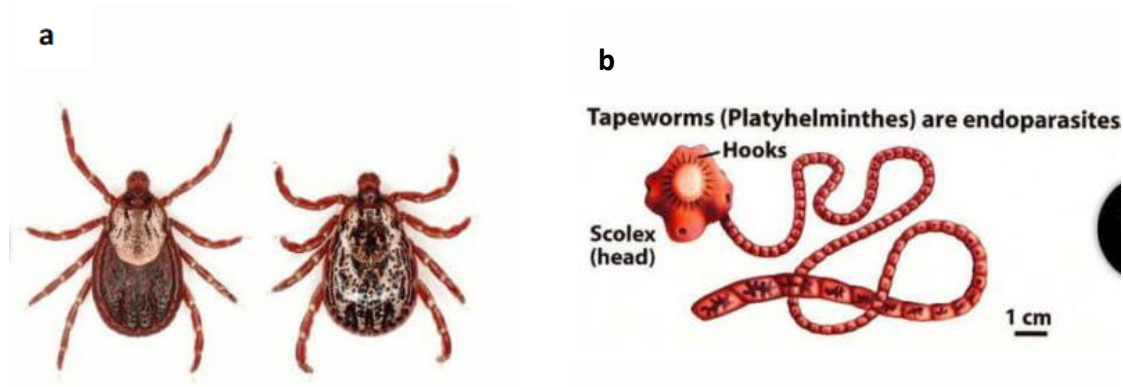 a
b
Tapeworms (Platyhelminthes) are endoparasites
Hooks
Scolex
(head)
1 cm